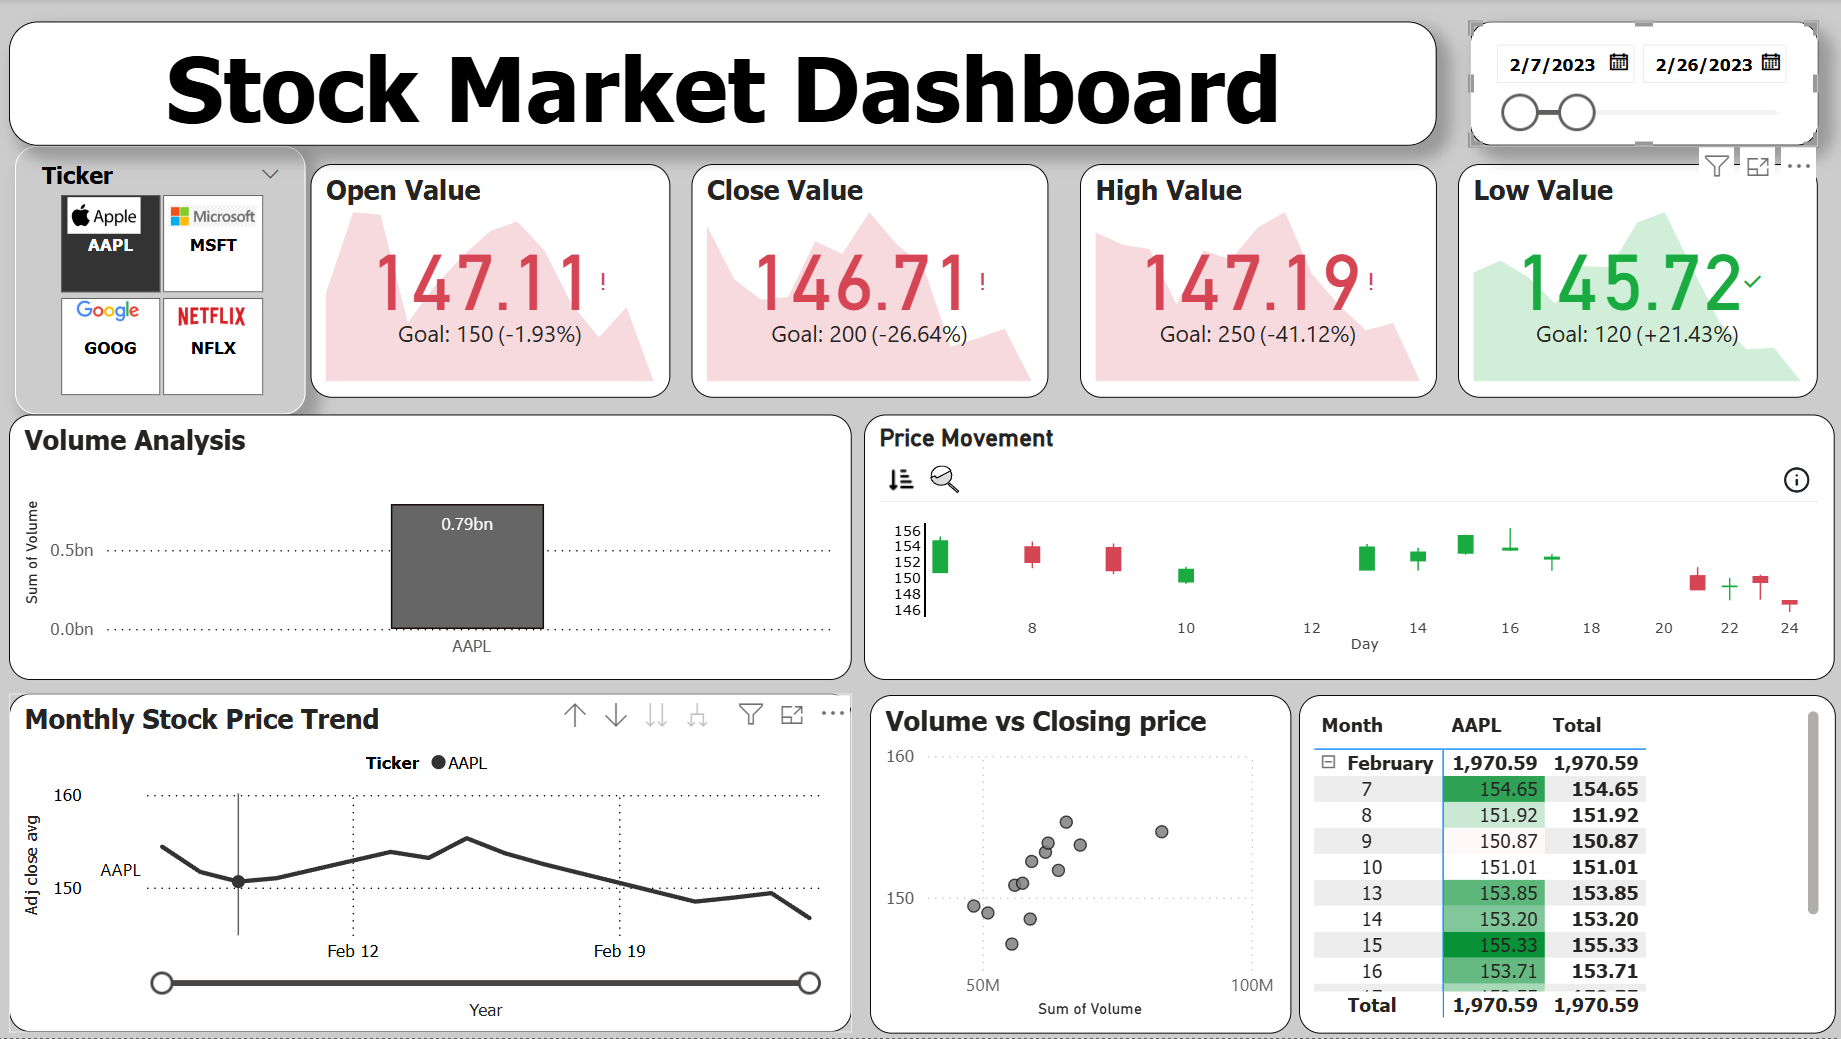 Stock Market Dashboard
2/7/2023
2/26/2023
Ticker
Apple
AAPL
Microsoft
MSFT
Google
GOOG
NETFLIX
NFLX
Open Value
147.11!
Goal: 150 (-1.93%)
Close Value
146.71!
Goal: 200 (-26.64%)
High Value
147.19!
Goal: 250 (-41.12%)
Low Value
145.72
Goal: 120 (+21.43%)
Volume Analysis
Sum of Volume
0.5bn
0.0bn
0.79bn
AAPL
Price Movement
156
154
152
150
148
146
8 10 12 14 16 18 20 22 24
Day
Monthly Stock Price Trend
Ticker AAPL
Adj close avg
160
AAPL
150
Feb 12 Feb 19
Year
Volume vs Closing price
160
150
50M 100M
Sum of Volume
Month AAPL Total
February 1,970.59 1,970.59
7 154.65 154.65
8 151.92 151.92
9 150.87 150.87
10 151.01 151.01
13 153.85 153.85
14 153.20 153.20
15 155.33 155.33
16 153.71 153.71
Total 1,970.59 1,970.59